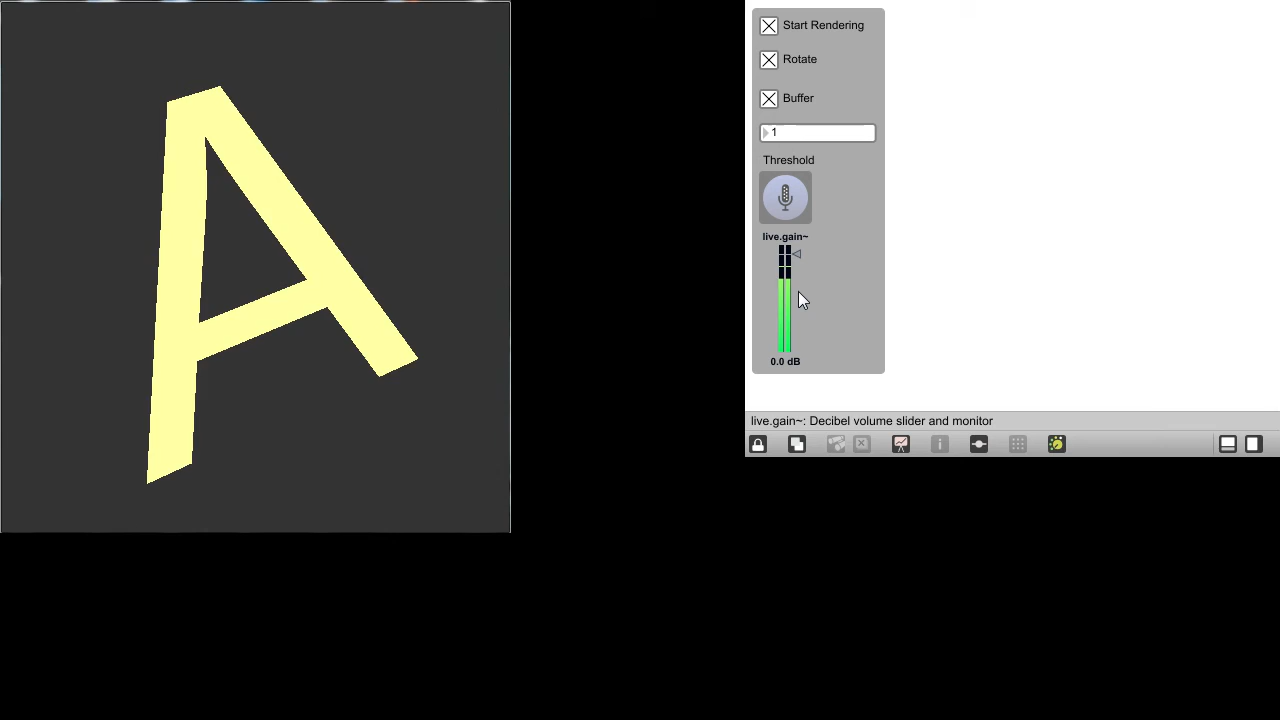 A
Start Rendering
Rotate
Buffer
1
Threshold
live.gain~
0.0 dB
live.gain~: Decibel volume slider and monitor